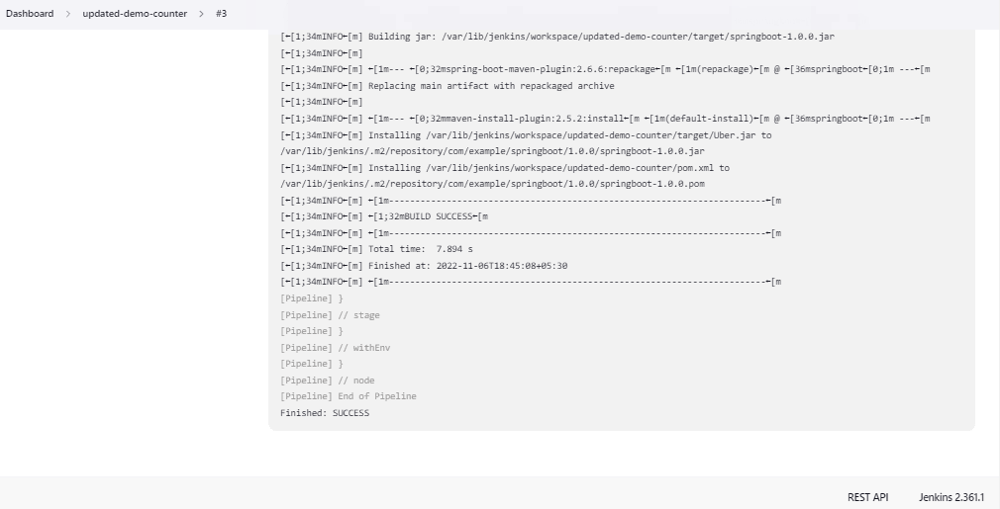 Dashboard > updated-demo-counter > #3
[←[1;34mINFO←[m] Building jar: /var/lib/jenkins/workspace/updated-demo-counter/target/springboot-1.0.0.jar
[←[1;34mINFO←[m]
[←[1;34mINFO←[m] ←[1m--- ←[0;32mspring-boot-maven-plugin:2.6.6:repackage←[m ←[1m(repackage)←[m @ ←[36mspringboot←[0;1m ---←[m
[←[1;34mINFO←[m] Replacing main artifact with repackaged archive
[←[1;34mINFO←[m]
[←[1;34mINFO←[m] ←[1m--- ←[0;32mmaven-install-plugin:2.5.2:install←[m ←[1m(default-install)←[m @ ←[36mspringboot←[0;1m ---←[m
[←[1;34mINFO←[m] Installing /var/lib/jenkins/workspace/updated-demo-counter/target/Uber.jar to
/var/lib/jenkins/.m2/repository/com/example/springboot/1.0.0/springboot-1.0.0.jar
[←[1;34mINFO←[m] Installing /var/lib/jenkins/workspace/updated-demo-counter/pom.xml to
/var/lib/jenkins/.m2/repository/com/example/springboot/1.0.0/springboot-1.0.0.pom
[←[1;34mINFO←[m] ←[1m------------------------------------------------------------------------←[m
[←[1;34mINFO←[m] ←[1;32mBUILD SUCCESS←[m
[←[1;34mINFO←[m] ←[1m------------------------------------------------------------------------←[m
[←[1;34mINFO←[m] Total time:  7.894 s
[←[1;34mINFO←[m] Finished at: 2022-11-06T18:45:08+05:30
[←[1;34mINFO←[m] ←[1m------------------------------------------------------------------------←[m
[Pipeline] }
[Pipeline] // stage
[Pipeline] }
[Pipeline] // withEnv
[Pipeline] }
[Pipeline] // node
[Pipeline] End of Pipeline
Finished: SUCCESS
REST API Jenkins 2.361.1